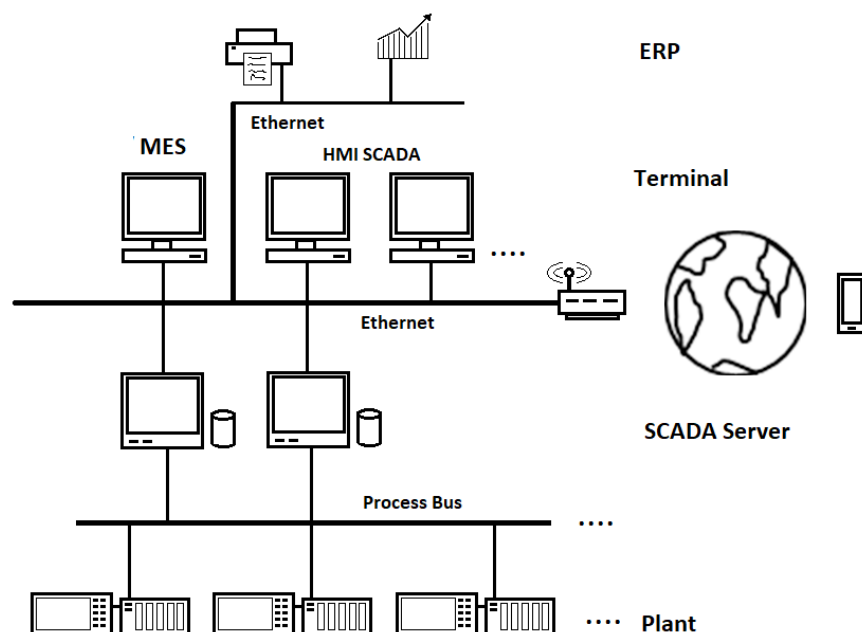 ERP
Ethernet
MES
HMI SCADA
Terminal
....
Ethernet
SCADA Server
Process Bus
....
.... Plant